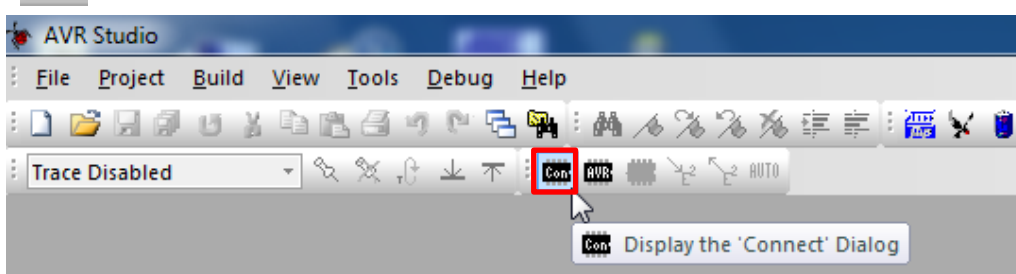 AVR Studio
File Project Build View Tools Debug Help
Trace Disabled
Con AVR AUTO
Con Display the 'Connect' Dialog